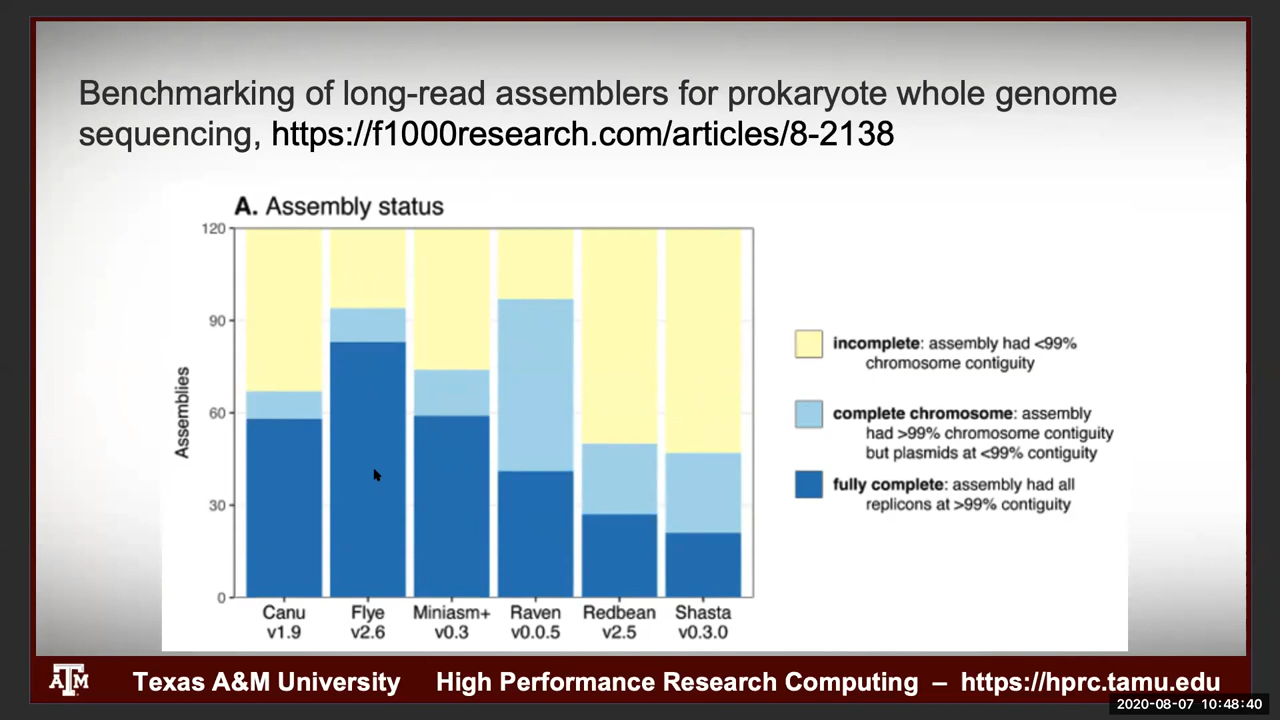 Benchmarking of long-read assemblers for prokaryote whole genome
sequencing, https://f1000research.com/articles/8-2138
A. Assembly status
120
90
60
30
0
Assemblies
Canu
v1.9
Flye
v2.6
Miniasm+
v0.3
Raven
v0.0.5
Redbean
v2.5
Shasta
v0.3.0
incomplete: assembly had <99%
chromosome contiguity
complete chromosome: assembly
had >99% chromosome contiguity
but plasmids at <99% contiguity
fully complete: assembly had all
replicons at >99% contiguity
ATM
Texas A&M University High Performance Research Computing – https://hprc.tamu.edu
2020-08-07 10:48:40